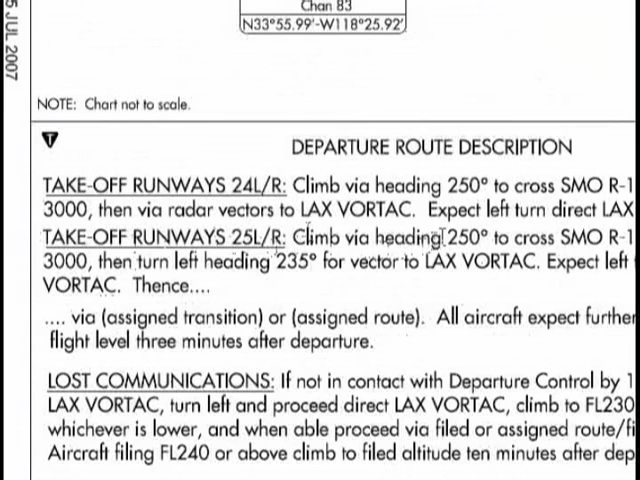 5 JUL 2007
Chan 83
N33°55.99'-W118°25.92'
NOTE: Chart not to scale.
T
DEPARTURE ROUTE DESCRIPTION
TAKE-OFF RUNWAYS 24L/R: Climb via heading 250° to cross SMO R-1
3000, then via radar vectors to LAX VORTAC. Expect left turn direct LAX
TAKE-OFF RUNWAYS 25L/R: Climb via heading 250° to cross SMO R-1
3000, then turn left heading 235° for vector to LAX VORTAC. Expect left
VORTAC. Thence....
.... via (assigned transition) or (assigned route). All aircraft expect further
flight level three minutes after departure.
LOST COMMUNICATIONS: If not in contact with Departure Control by 1
LAX VORTAC, turn left and proceed direct LAX VORTAC, climb to FL230
whichever is lower, and when able proceed via filed or assigned route/fi
Aircraft filing FL240 or above climb to filed altitude ten minutes after dep